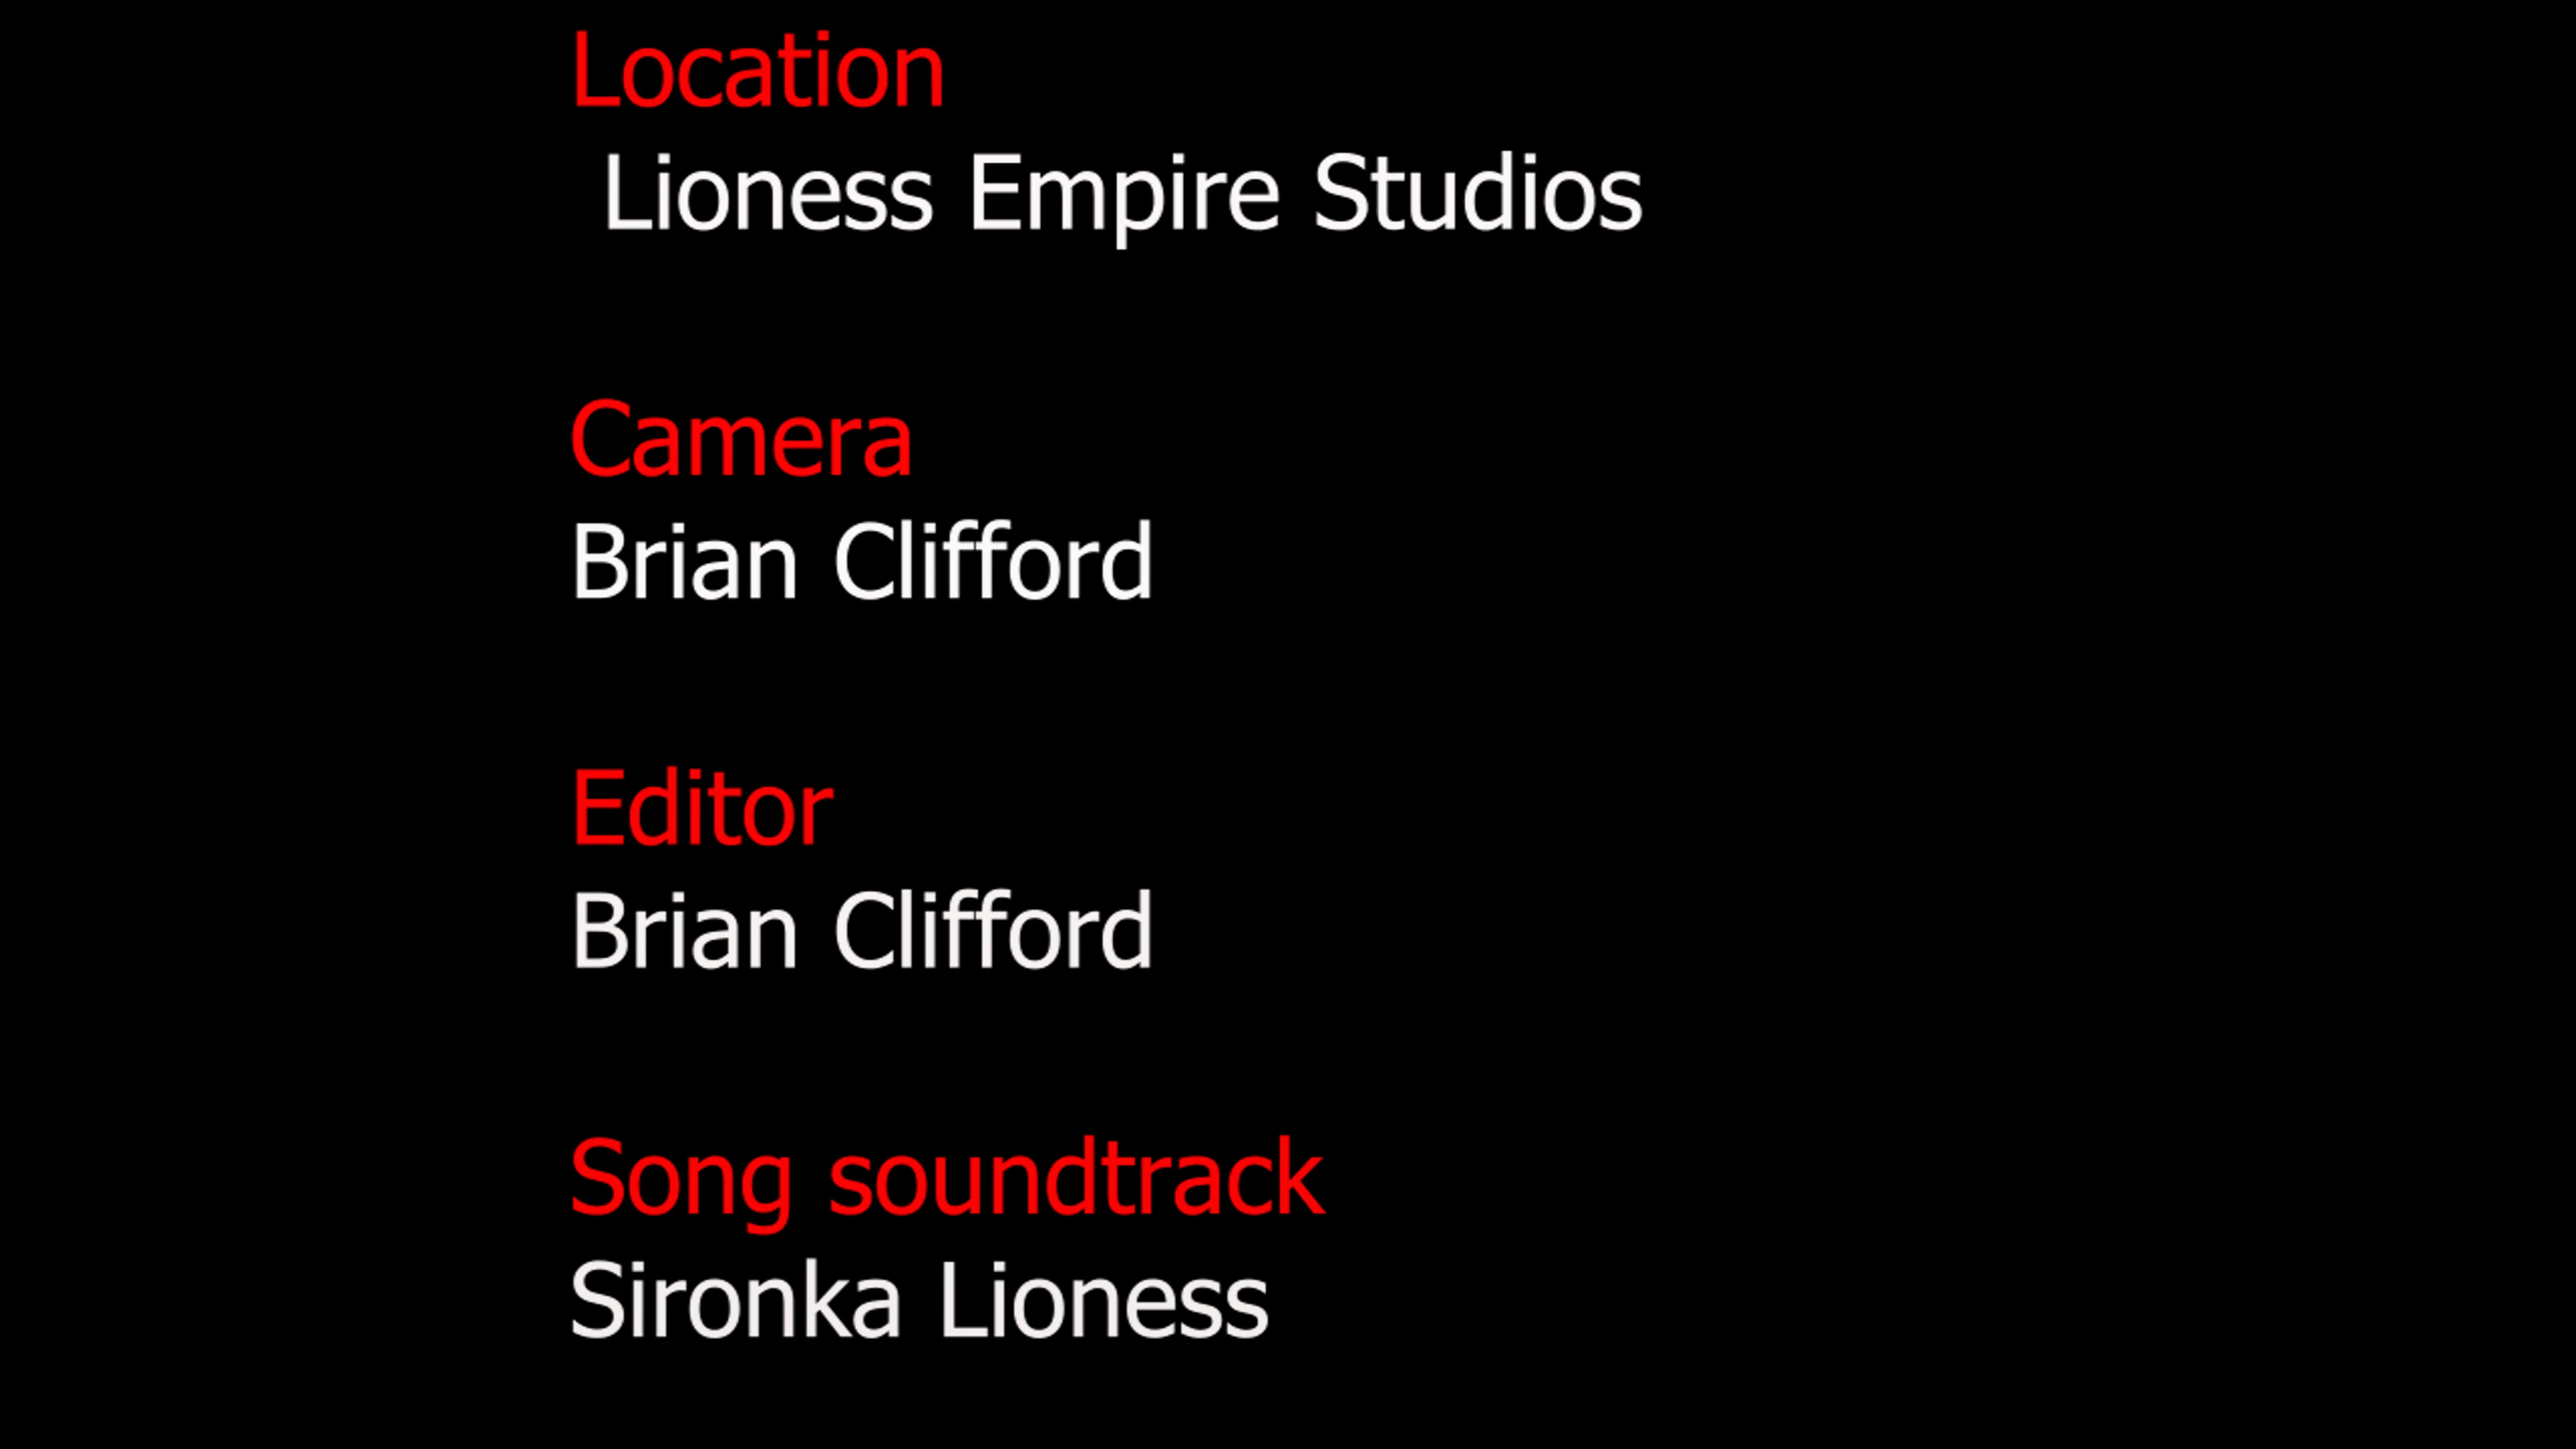 Location
Lioness Empire Studios
Camera
Brian Clifford
Editor
Brian Clifford
Song soundtrack
Sironka Lioness